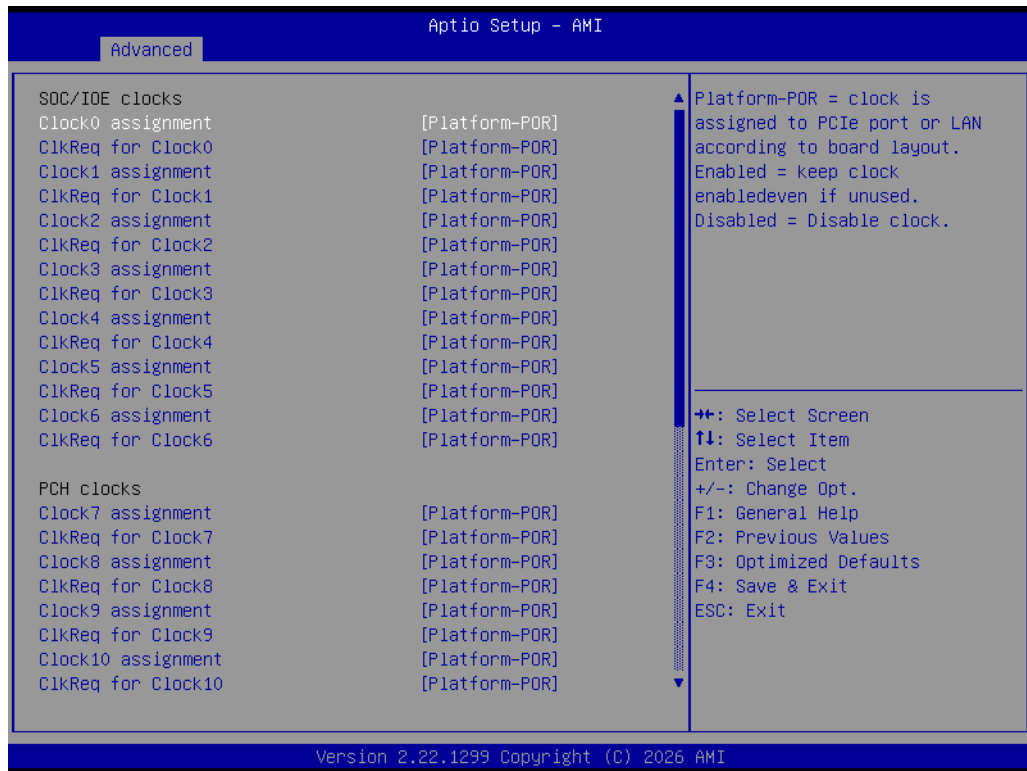 Aptio Setup – AMI
Advanced
SOC/IOE clocks
Clock0 assignment [Platform-POR]
ClkReq for Clock0 [Platform-POR]
Clock1 assignment [Platform-POR]
ClkReq for Clock1 [Platform-POR]
Clock2 assignment [Platform-POR]
ClkReq for Clock2 [Platform-POR]
Clock3 assignment [Platform-POR]
ClkReq for Clock3 [Platform-POR]
Clock4 assignment [Platform-POR]
ClkReq for Clock4 [Platform-POR]
Clock5 assignment [Platform-POR]
ClkReq for Clock5 [Platform-POR]
Clock6 assignment [Platform-POR]
ClkReq for Clock6 [Platform-POR]
PCH clocks
Clock7 assignment [Platform-POR]
ClkReq for Clock7 [Platform-POR]
Clock8 assignment [Platform-POR]
ClkReq for Clock8 [Platform-POR]
Clock9 assignment [Platform-POR]
ClkReq for Clock9 [Platform-POR]
Clock10 assignment [Platform-POR]
ClkReq for Clock10 [Platform-POR]
Platform-POR = clock is
assigned to PCIe port or LAN
according to board layout.
Enabled = keep clock
enabledeven if unused.
Disabled = Disable clock.
→←: Select Screen
↑↓: Select Item
Enter: Select
+/-: Change Opt.
F1: General Help
F2: Previous Values
F3: Optimized Defaults
F4: Save & Exit
ESC: Exit
Version 2.22.1299 Copyright (C) 2026 AMI